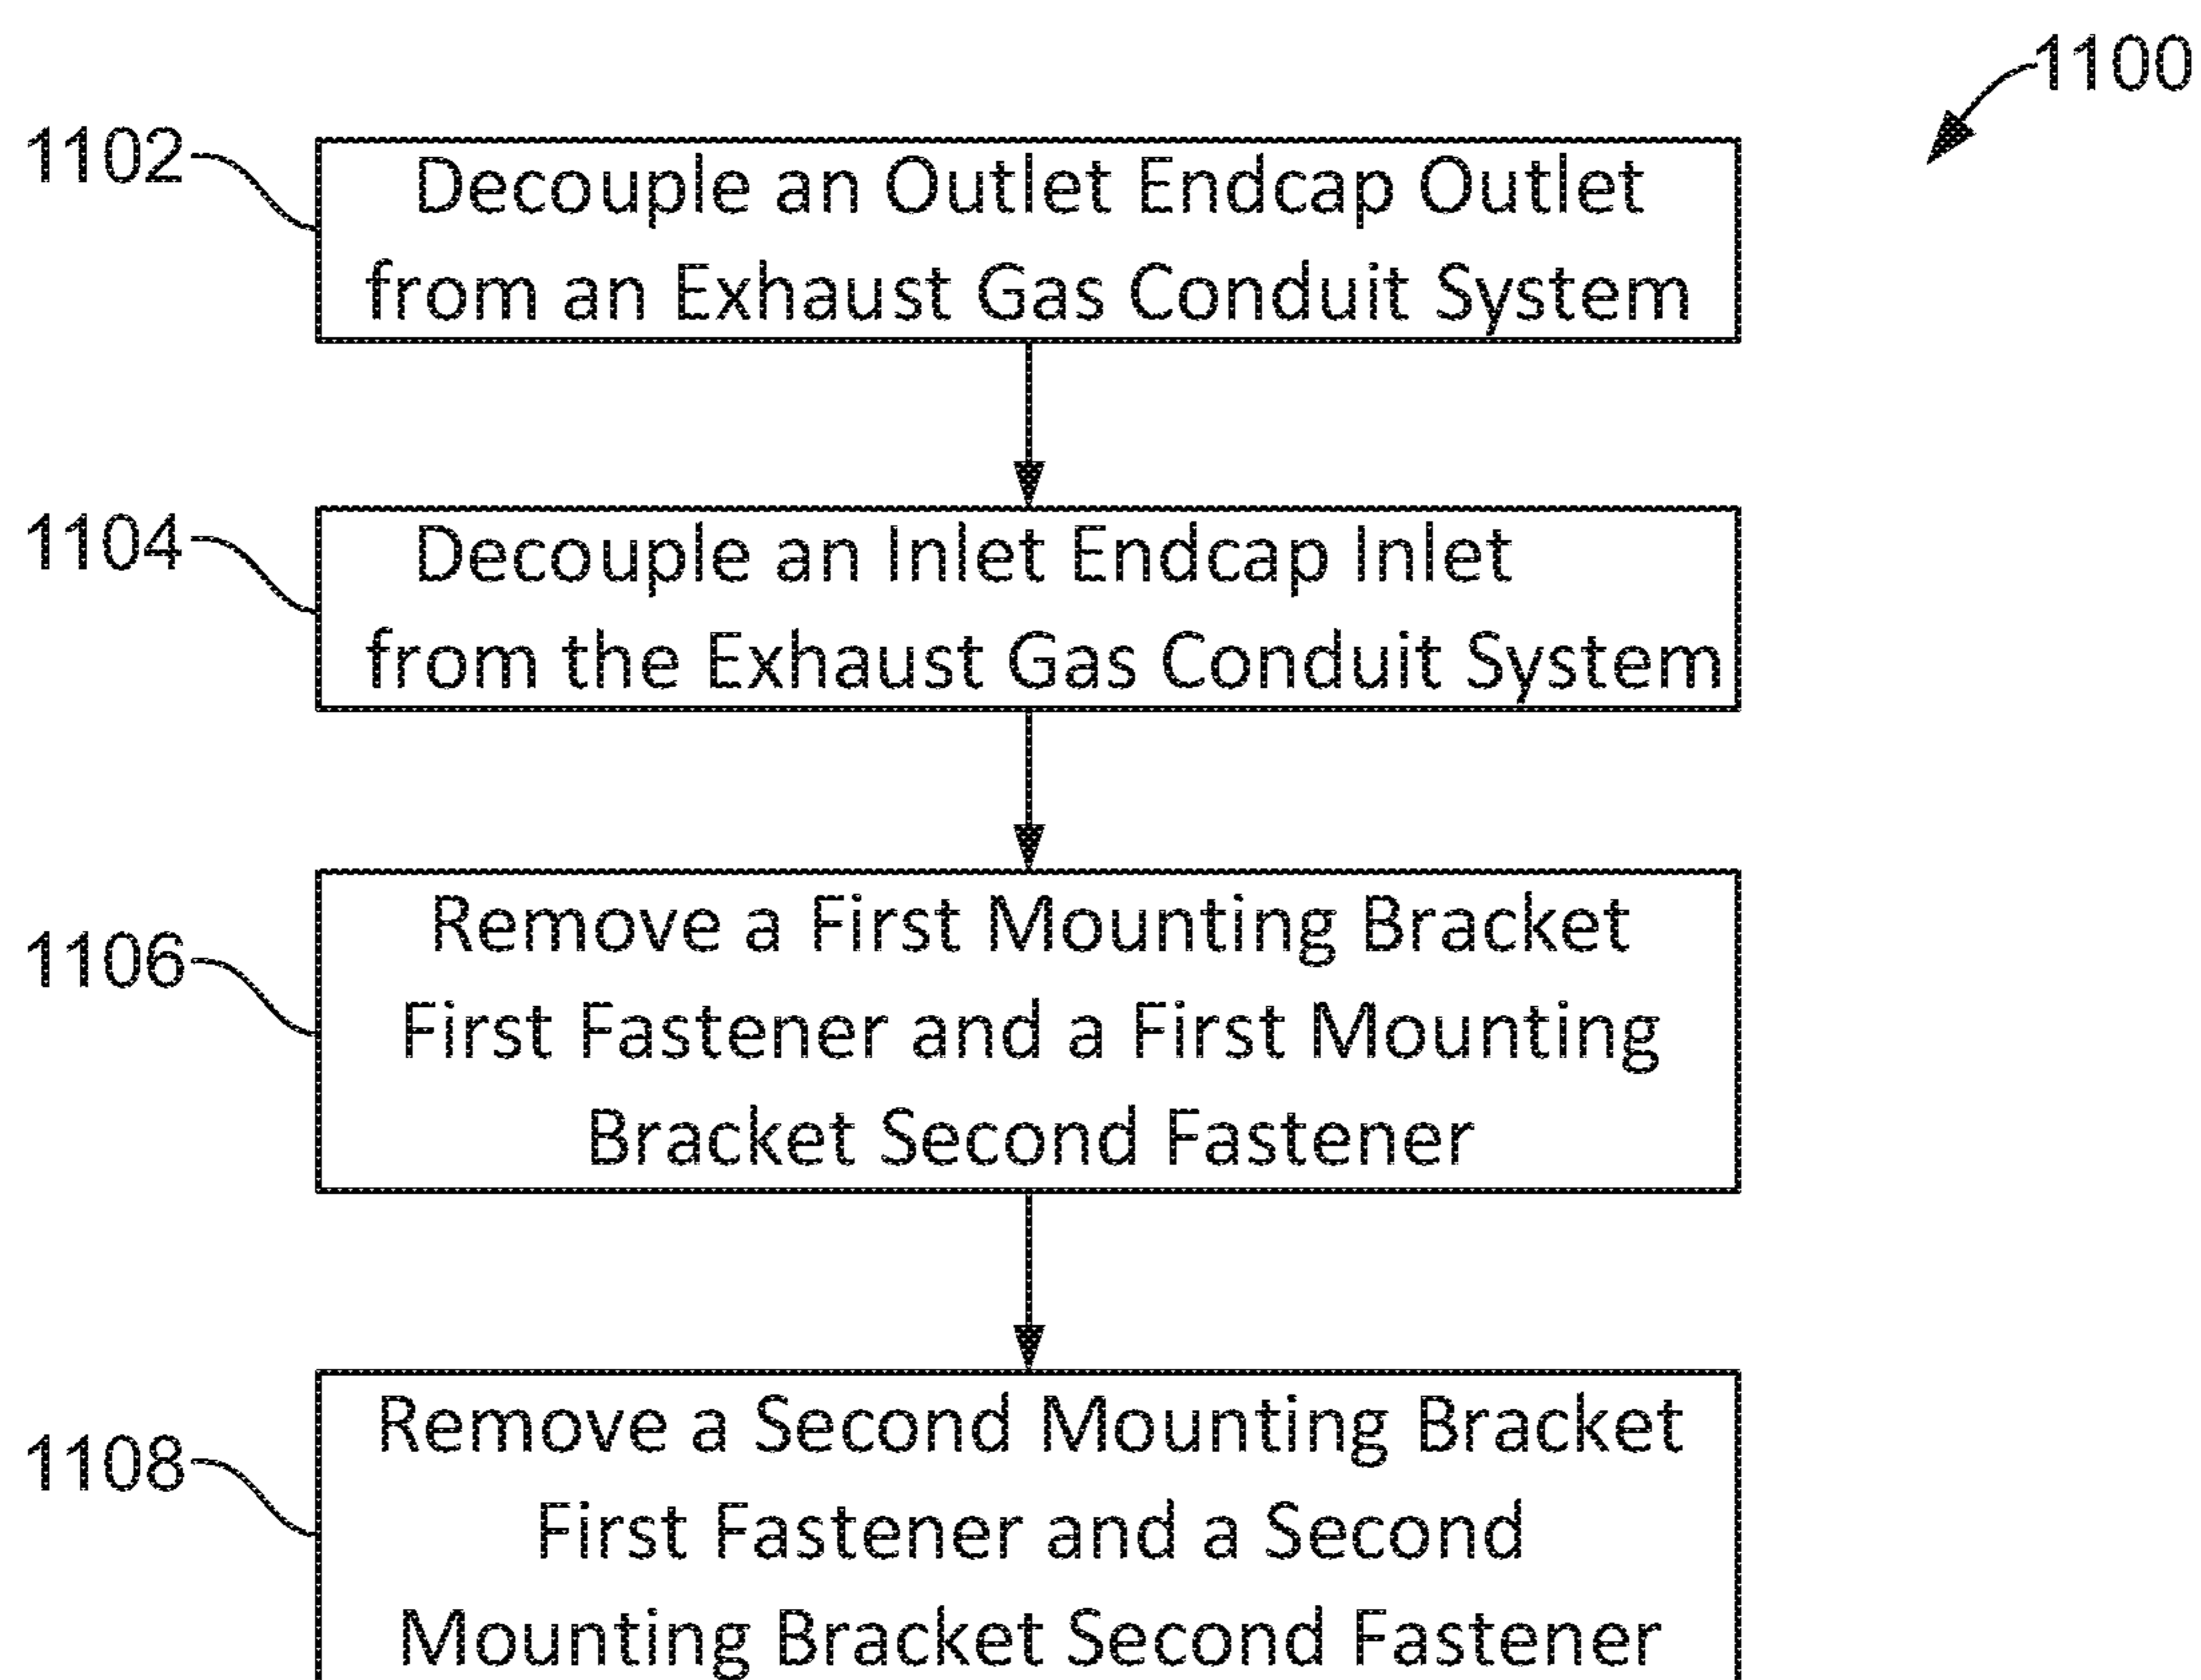 1100
1102
Decouple an Outlet Endcap Outlet
from an Exhaust Gas Conduit System
1104
Decouple an Inlet Endcap Inlet
from the Exhaust Gas Conduit System
1106
Remove a First Mounting Bracket
First Fastener and a First Mounting
Bracket Second Fastener
1108
Remove a Second Mounting Bracket
First Fastener and a Second
Mounting Bracket Second Fastener